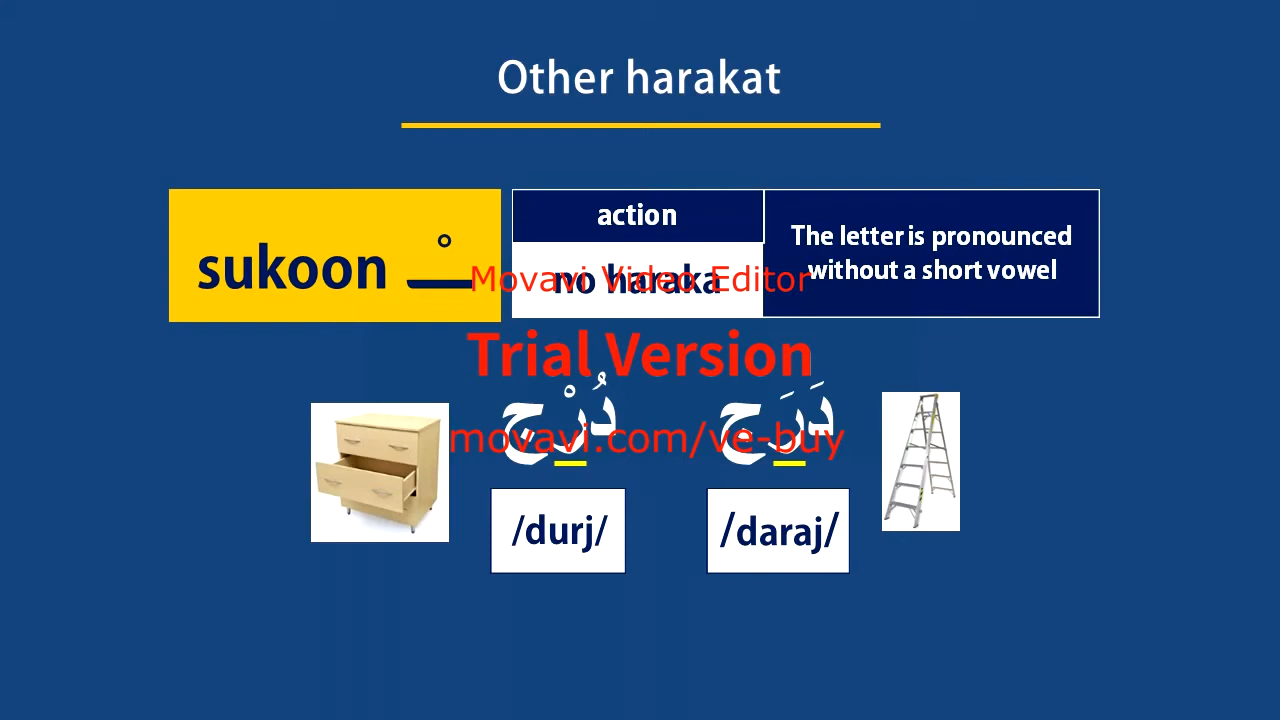 Other harakat
sukoon ـْ
action
no haraka
The letter is pronounced
without a short vowel
Movavi Video Editor
Trial Version
movavi.com/ve-buy
دُرْج
دَرَج
/durj/
/daraj/